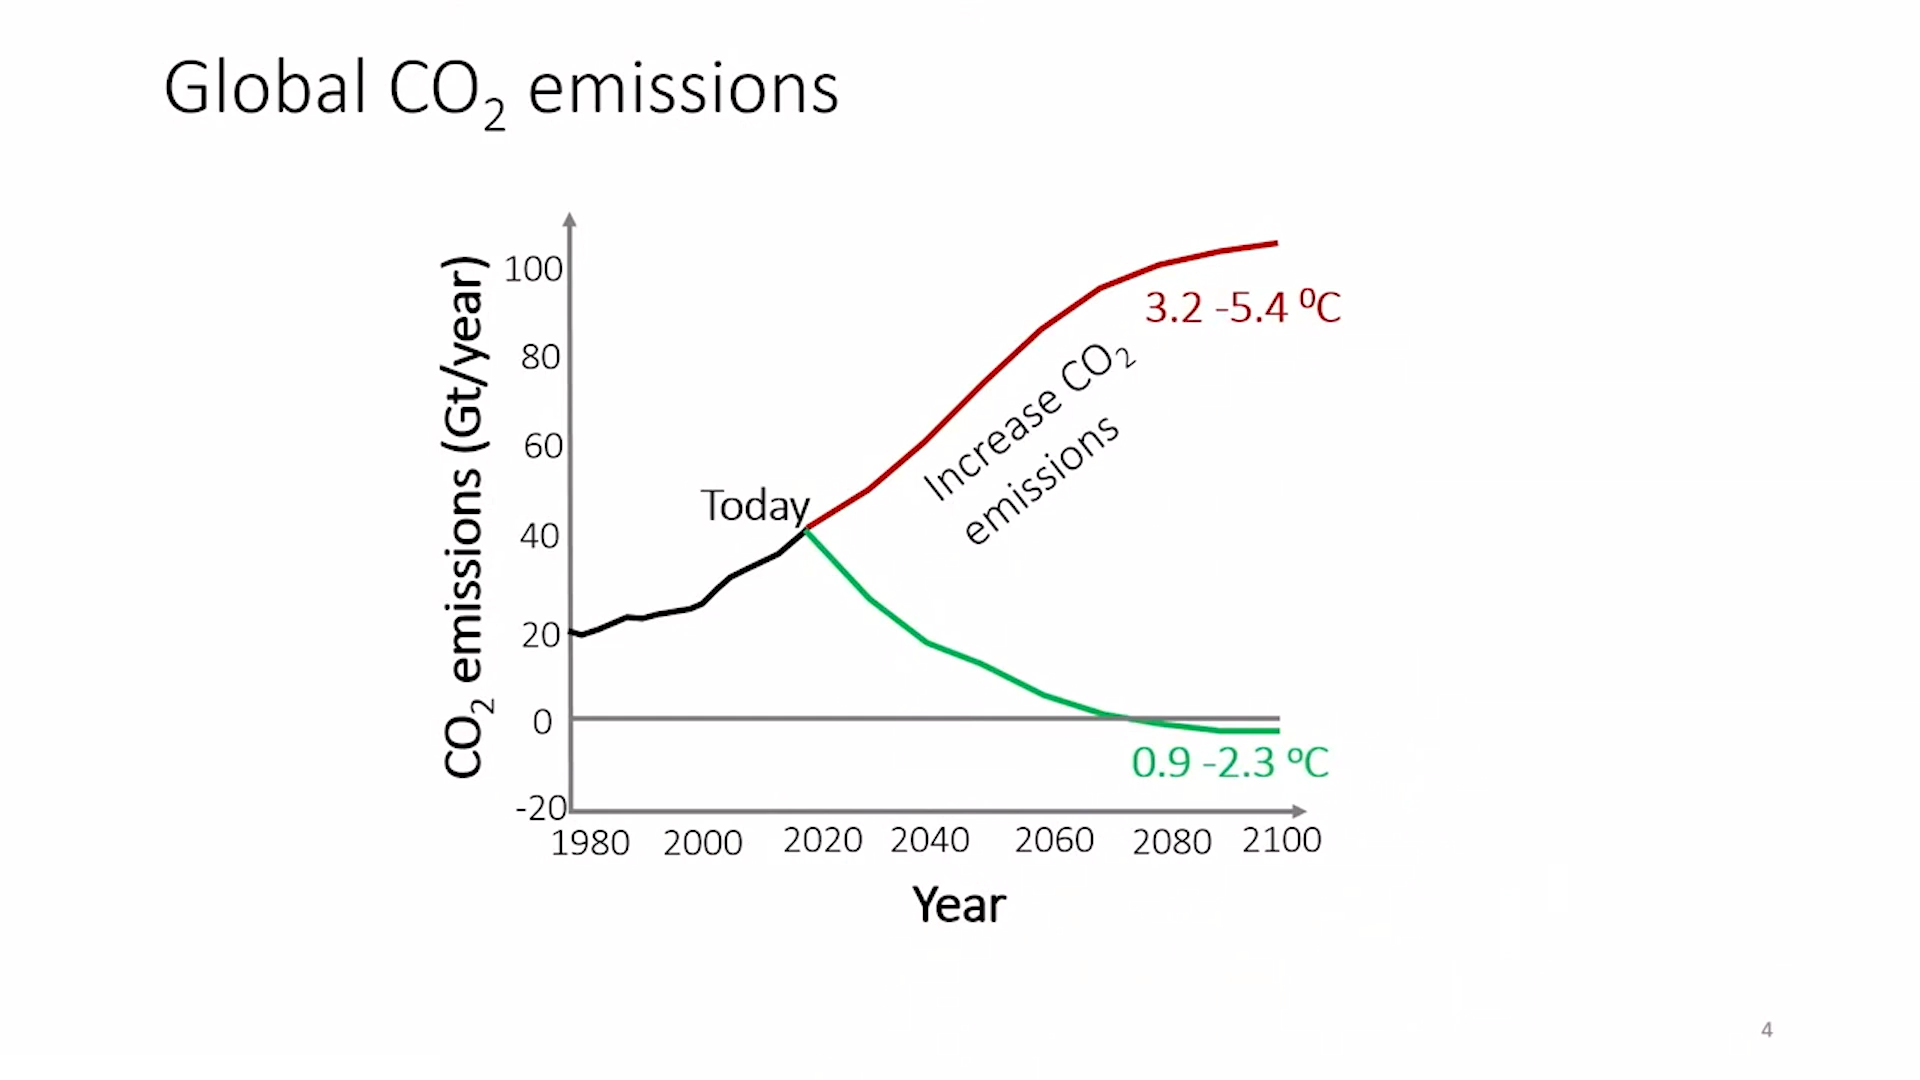 Global CO₂ emissions
CO₂ emissions (Gt/year)
100
80
60
40
20
0
-20
Today
Increase CO₂
emissions
3.2 -5.4 ⁰C
0.9 -2.3 ºC
1980 2000 2020 2040 2060 2080 2100
Year
4